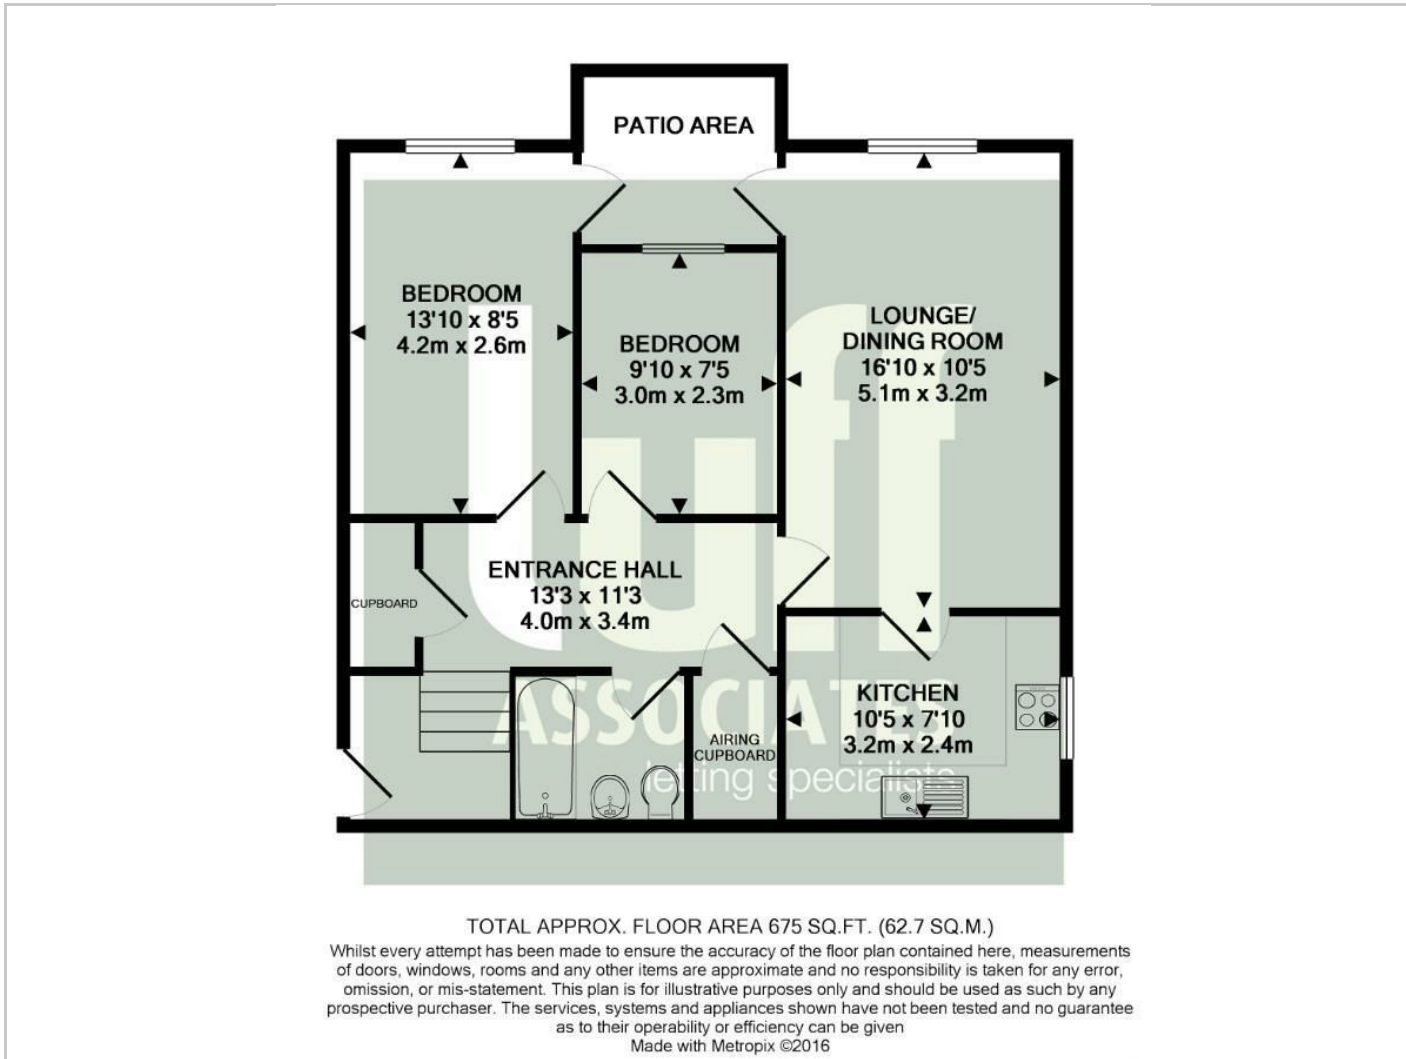 PATIO AREA
BEDROOM
13'10 x 8'5
4.2m x 2.6m
BEDROOM
9'10 x 7'5
3.0m x 2.3m
LOUNGE/
DINING ROOM
16'10 x 10'5
5.1m x 3.2m
ENTRANCE HALL
13'3 x 11'3
4.0m x 3.4m
CUPBOARD
KITCHEN
10'5 x 7'10
3.2m x 2.4m
AIRING
CUPBOARD
luff
ASSOCIATES
letting specialists
TOTAL APPROX. FLOOR AREA 675 SQ.FT. (62.7 SQ.M.)
Whilst every attempt has been made to ensure the accuracy of the floor plan contained here, measurements
of doors, windows, rooms and any other items are approximate and no responsibility is taken for any error,
omission, or mis-statement. This plan is for illustrative purposes only and should be used as such by any
prospective purchaser. The services, systems and appliances shown have not been tested and no guarantee
as to their operability or efficiency can be given
Made with Metropix ©2016